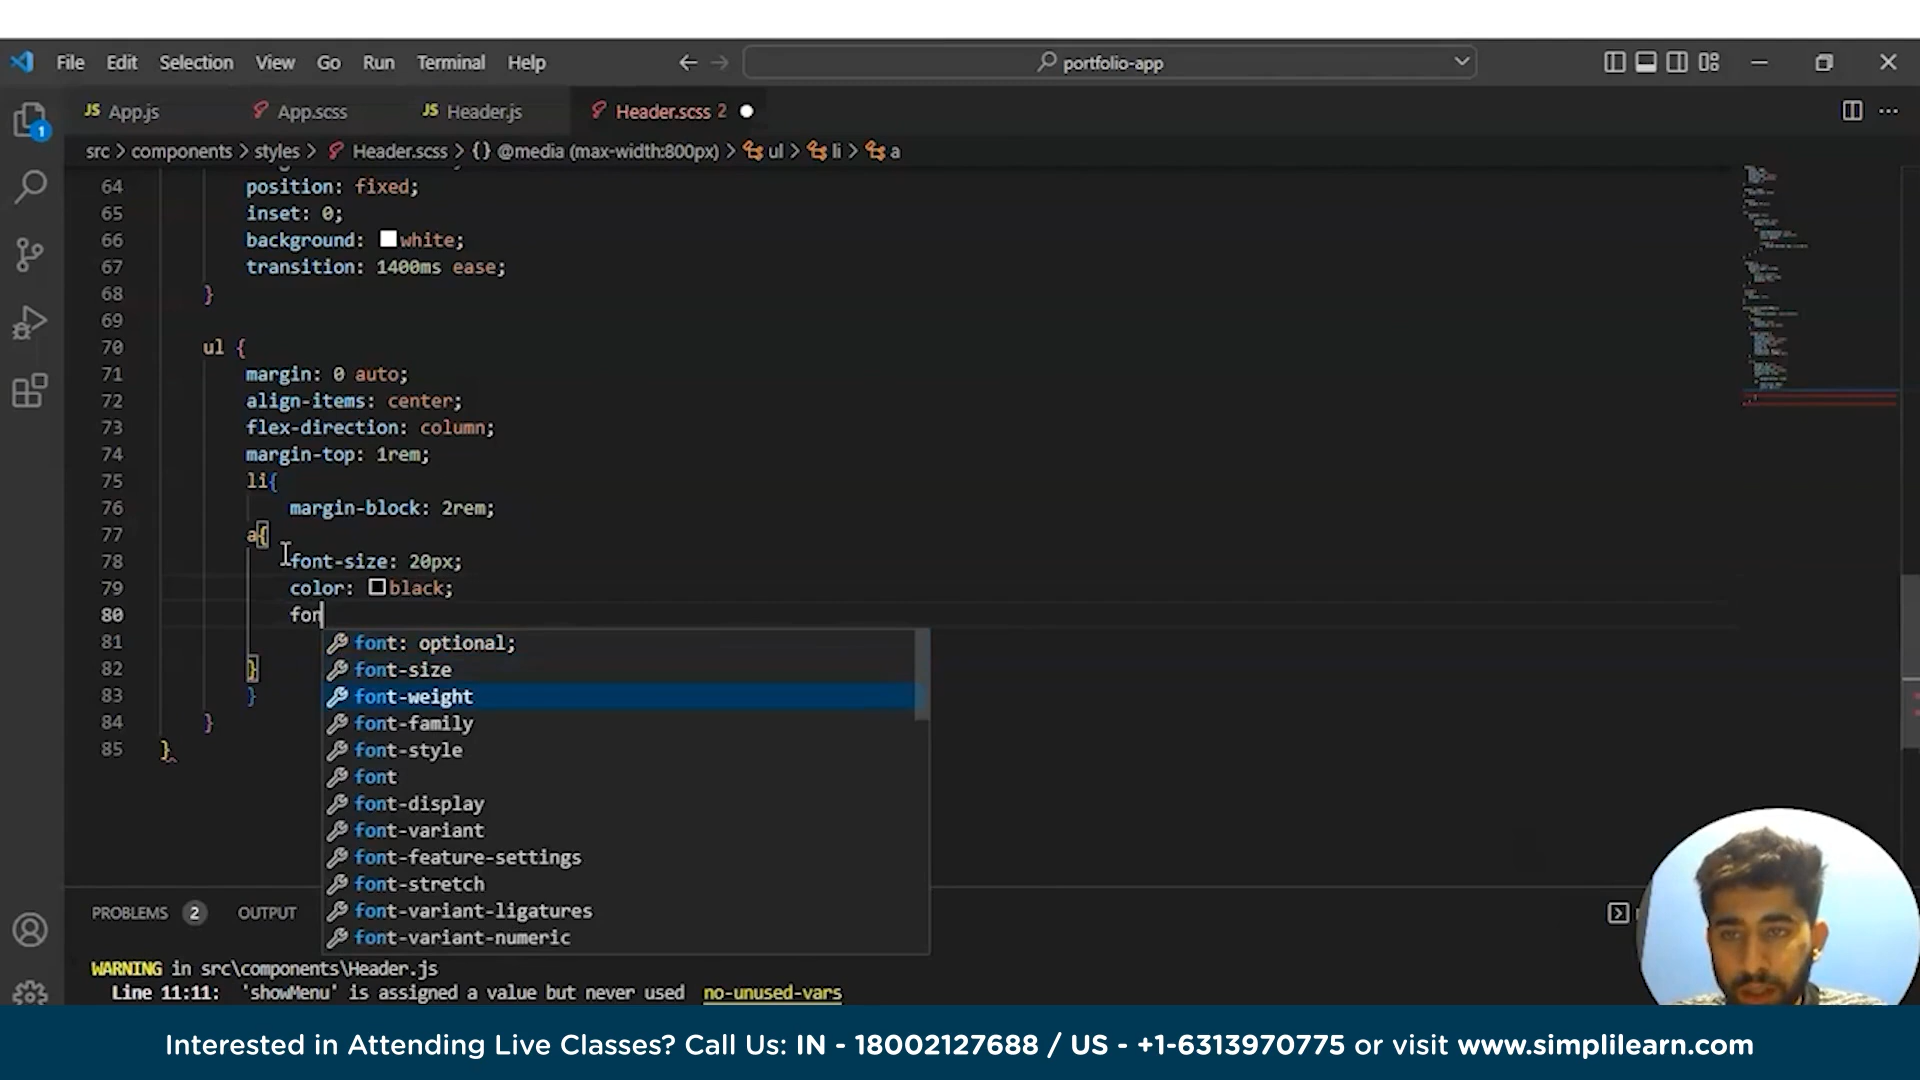 File Edit Selection View Go Run Terminal Help portfolio-app
JS App.js App.scss JS Header.js Header.scss 2
src > components > styles > Header.scss > {} @media (max-width:800px) > ul > li > a
64 position: fixed;
65 inset: 0;
66 background: white;
67 transition: 1400ms ease;
68 }
69
70 ul {
71 margin: 0 auto;
72 align-items: center;
73 flex-direction: column;
74 margin-top: 1rem;
75 li{
76 margin-block: 2rem;
77 a{
78 font-size: 20px;
79 color: black;
80 fon
81 font: optional;
82 } font-size
83 } font-weight
84 } font-family
85 } font-style
font
font-display
font-variant
font-feature-settings
font-stretch
font-variant-ligatures
font-variant-numeric
1
PROBLEMS 2 OUTPUT
WARNING in src\components\Header.js
Line 11:11: 'showMenu' is assigned a value but never used no-unused-vars
Interested in Attending Live Classes? Call Us: IN - 18002127688 / US - +1-6313970775 or visit www.simplilearn.com